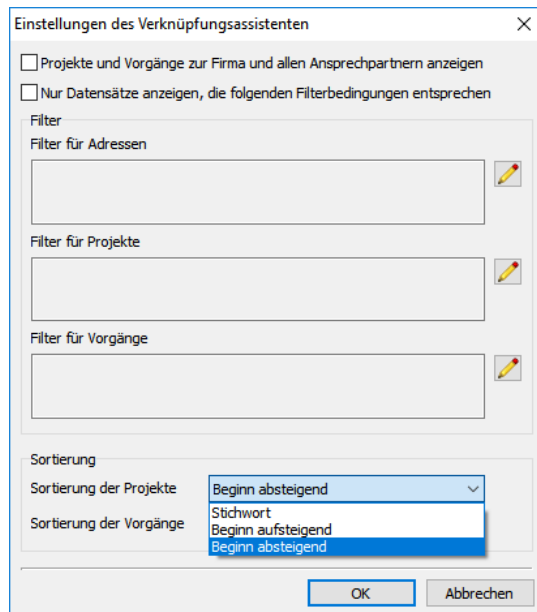 Einstellungen des Verknüpfungsassistenten
Projekte und Vorgänge zur Firma und allen Ansprechpartnern anzeigen
Nur Datensätze anzeigen, die folgenden Filterbedingungen entsprechen
Filter
Filter für Adressen
Filter für Projekte
Filter für Vorgänge
Sortierung
Sortierung der Projekte Beginn absteigend
Stichwort
Sortierung der Vorgänge Beginn aufsteigend
Beginn absteigend
OK Abbrechen